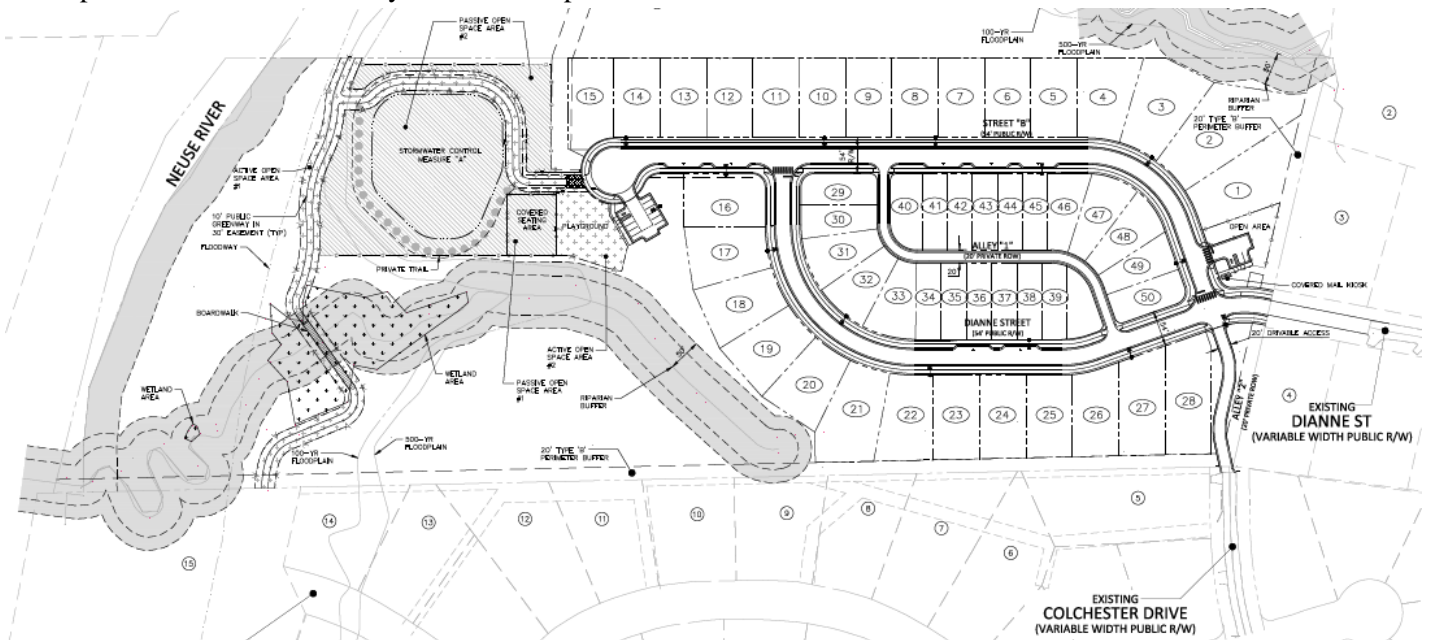 PASSIVE OPEN
SPACE AREA
#2
100-YR
FLOODPLAIN
500-YR
FLOODPLAIN
50'
RIPARIAN
BUFFER
20' TYPE 'B'
PERIMETER BUFFER
2
NEUSE RIVER
15
14
13
12
11
10
9
8
7
6
5
4
3
2
1
STREET "B"
(54' PUBLIC R/W)
54'
R/W
STORMWATER CONTROL
MEASURE "A"
ACTIVE OPEN
SPACE AREA
#1
10' PUBLIC
GREENWAY IN
30' EASEMENT (TYP)
FLOODWAY
COVERED
SEATING
AREA
PLAYGROUND
PRIVATE TRAIL
16
17
18
19
20
21
22
23
24
25
26
27
28
29
30
31
32
33
34
35
36
37
38
39
40
41
42
43
44
45
46
47
48
49
50
ALLEY "1"
(20' PRIVATE ROW)
20'
DIANNE STREET
(54' PUBLIC R/W)
OPEN AREA
3
COVERED MAIL KIOSK
20' DRIVABLE ACCESS
ALLEY "2"
(20' PRIVATE ROW)
4
EXISTING
DIANNE ST
(VARIABLE WIDTH PUBLIC R/W)
BOARDWALK
WETLAND
AREA
WETLAND
AREA
ACTIVE OPEN
SPACE AREA
#2
PASSIVE OPEN
SPACE AREA
#1
RIPARIAN
BUFFER
100-YR
FLOODPLAIN
500-YR
FLOODPLAIN
20' TYPE 'B'
PERIMETER BUFFER
15
14
13
12
11
10
9
8
7
6
5
EXISTING
COLCHESTER DRIVE
(VARIABLE WIDTH PUBLIC R/W)